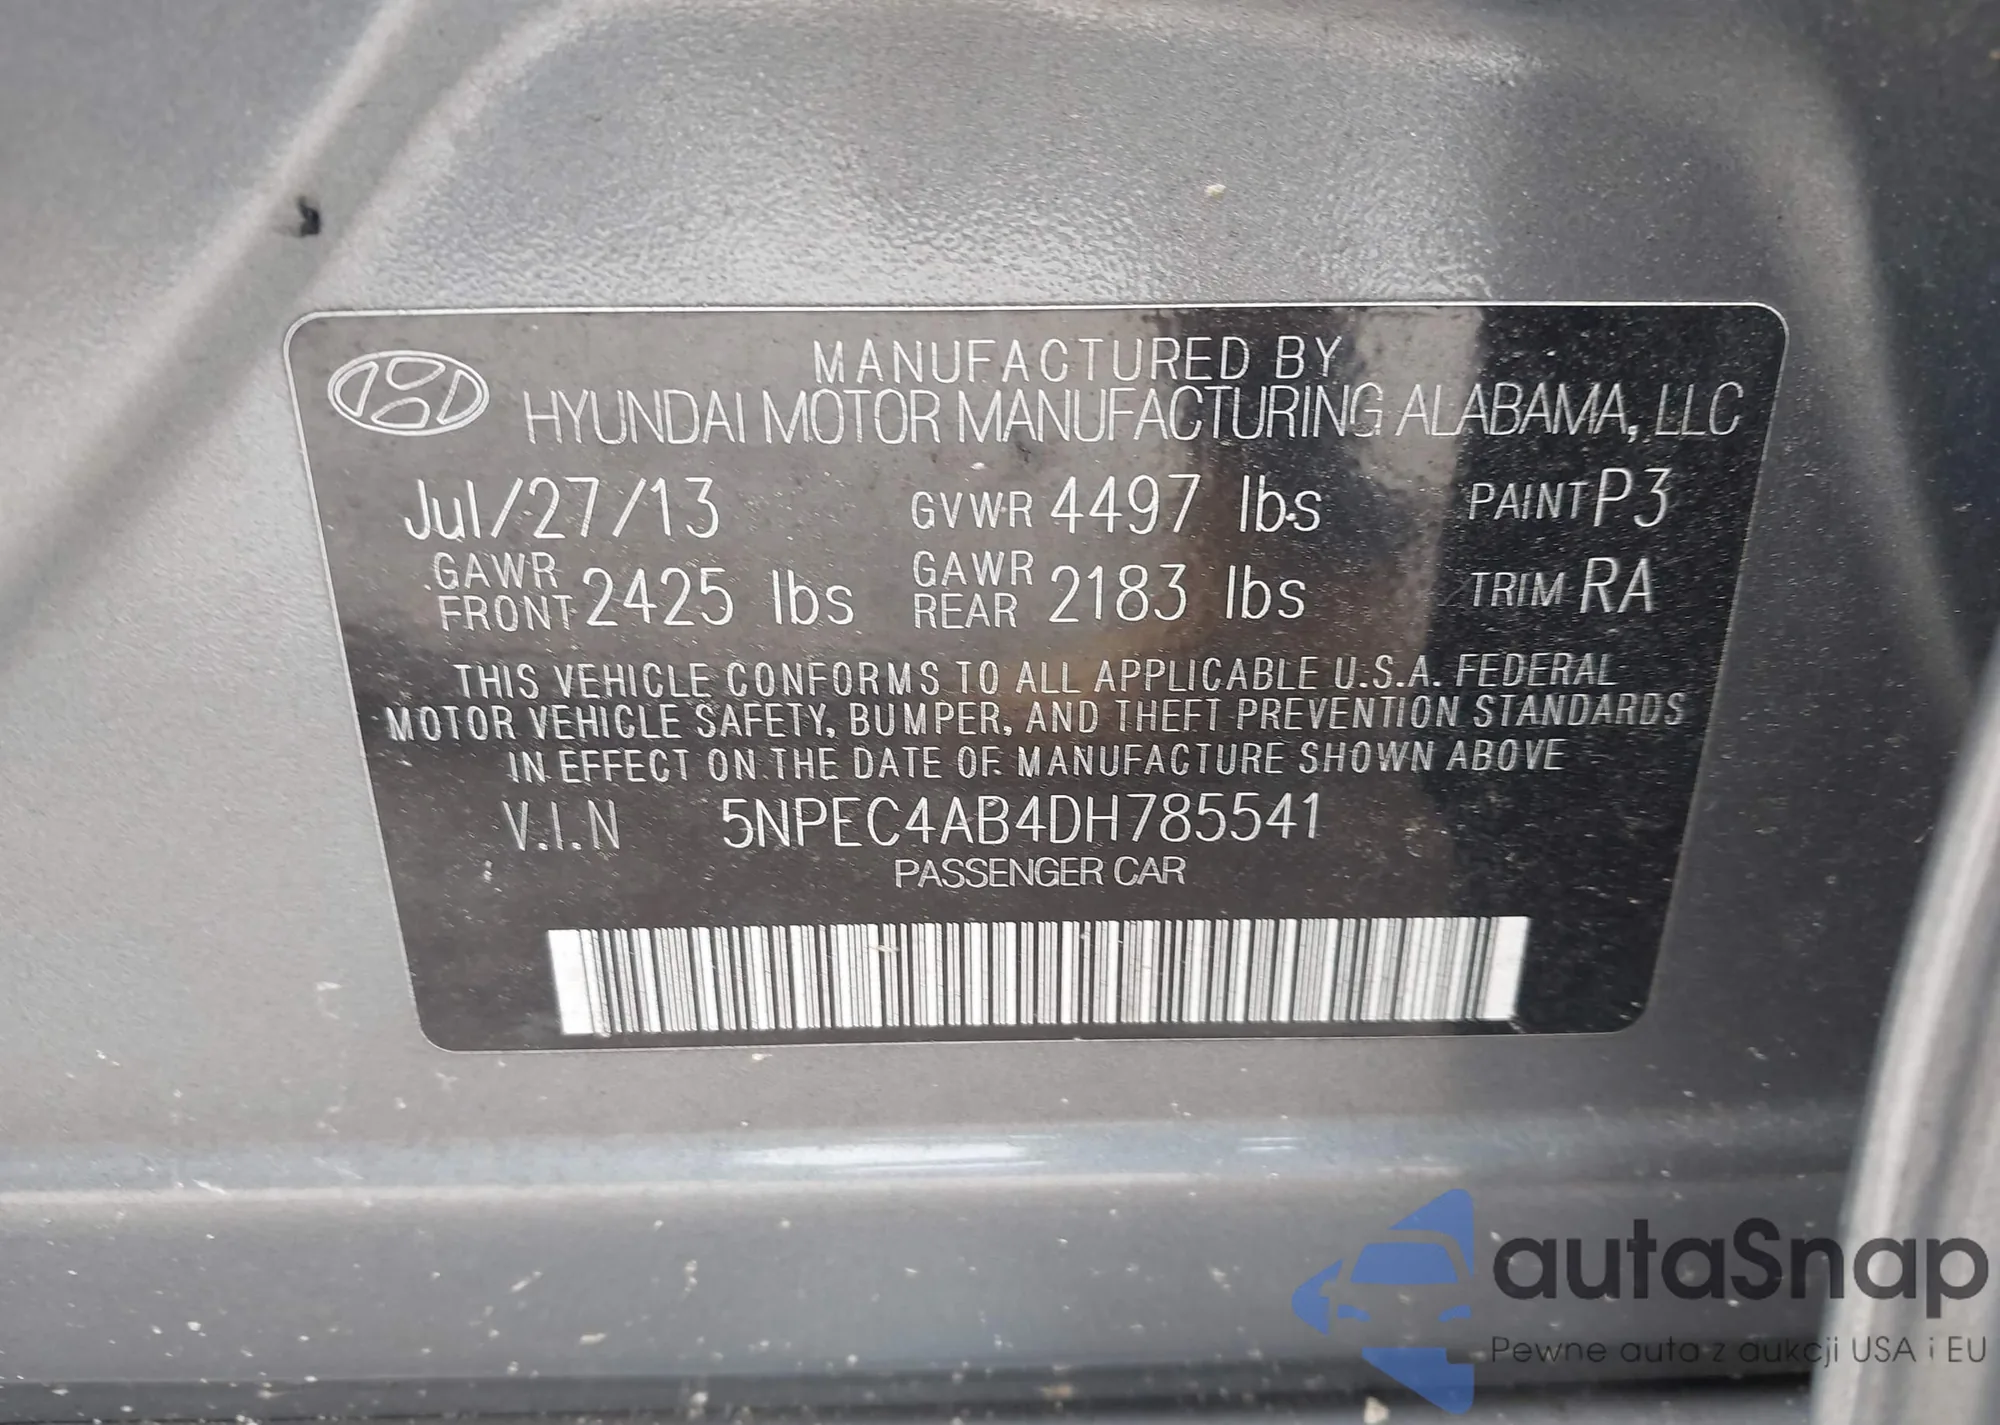 MANUFACTURED BY
HYUNDAI MOTOR MANUFACTURING ALABAMA, LLC
Jul/27/13 GVWR 4497 lbs PAINT P3
GAWR FRONT 2425 lbs GAWR REAR 2183 lbs TRIM RA
THIS VEHICLE CONFORMS TO ALL APPLICABLE U.S.A. FEDERAL
MOTOR VEHICLE SAFETY, BUMPER, AND THEFT PREVENTION STANDARDS
IN EFFECT ON THE DATE OF MANUFACTURE SHOWN ABOVE
V.I.N 5NPEC4AB4DH785541
PASSENGER CAR
autaSnap
Pewne auta z aukcji USA i EU